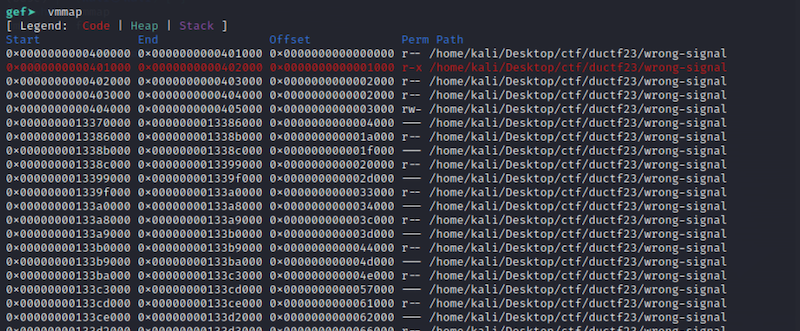 gef➤ vmmap
[ Legend: Code | Heap | Stack ]
Start End Offset Perm Path
0x0000000000400000 0x0000000000401000 0x0000000000000000 r-- /home/kali/Desktop/ctf/ductf23/wrong-signal
0x0000000000401000 0x0000000000402000 0x0000000000001000 r-x /home/kali/Desktop/ctf/ductf23/wrong-signal
0x0000000000402000 0x0000000000403000 0x0000000000002000 r-- /home/kali/Desktop/ctf/ductf23/wrong-signal
0x0000000000403000 0x0000000000404000 0x0000000000002000 r-- /home/kali/Desktop/ctf/ductf23/wrong-signal
0x0000000000404000 0x0000000000405000 0x0000000000003000 rw- /home/kali/Desktop/ctf/ductf23/wrong-signal
0x0000000013370000 0x0000000013386000 0x0000000000004000 --- /home/kali/Desktop/ctf/ductf23/wrong-signal
0x0000000013386000 0x000000001338b000 0x000000000001a000 r-- /home/kali/Desktop/ctf/ductf23/wrong-signal
0x000000001338b000 0x000000001338c000 0x000000000001f000 --- /home/kali/Desktop/ctf/ductf23/wrong-signal
0x000000001338c000 0x0000000013399000 0x0000000000020000 r-- /home/kali/Desktop/ctf/ductf23/wrong-signal
0x0000000013399000 0x000000001339f000 0x000000000002d000 --- /home/kali/Desktop/ctf/ductf23/wrong-signal
0x000000001339f000 0x00000000133a0000 0x0000000000033000 r-- /home/kali/Desktop/ctf/ductf23/wrong-signal
0x00000000133a0000 0x00000000133a8000 0x0000000000034000 --- /home/kali/Desktop/ctf/ductf23/wrong-signal
0x00000000133a8000 0x00000000133a9000 0x000000000003c000 r-- /home/kali/Desktop/ctf/ductf23/wrong-signal
0x00000000133a9000 0x00000000133b0000 0x000000000003d000 --- /home/kali/Desktop/ctf/ductf23/wrong-signal
0x00000000133b0000 0x00000000133b9000 0x0000000000044000 r-- /home/kali/Desktop/ctf/ductf23/wrong-signal
0x00000000133b9000 0x00000000133ba000 0x000000000004d000 --- /home/kali/Desktop/ctf/ductf23/wrong-signal
0x00000000133ba000 0x00000000133c3000 0x000000000004e000 r-- /home/kali/Desktop/ctf/ductf23/wrong-signal
0x00000000133c3000 0x00000000133cd000 0x0000000000057000 --- /home/kali/Desktop/ctf/ductf23/wrong-signal
0x00000000133cd000 0x00000000133ce000 0x0000000000061000 r-- /home/kali/Desktop/ctf/ductf23/wrong-signal
0x00000000133ce000 0x00000000133d2000 0x0000000000062000 --- /home/kali/Desktop/ctf/ductf23/wrong-signal
0x00000000133d2000 0x00000000133d3000 0x0000000000066000 r-- /home/kali/Desktop/ctf/ductf23/wrong-signal